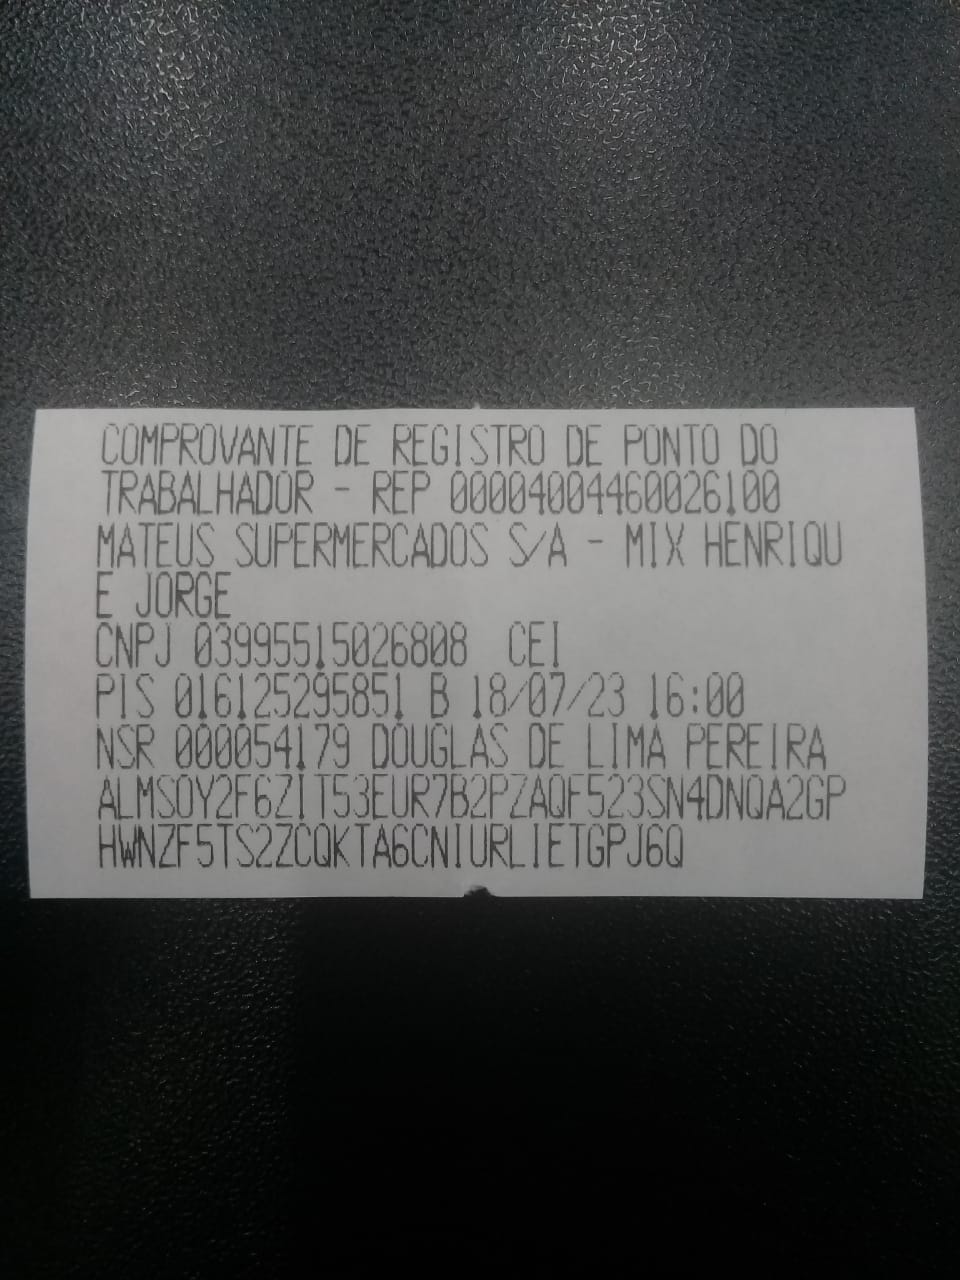 COMPROVANTE DE REGISTRO DE PONTO DO
TRABALHADOR - REP 00004004460026100
MATEUS SUPERMERCADOS S/A - MIX HENRIQU
E JORGE
CNPJ 03995515026808 CEI
PIS 016125295851 B 18/07/23 16:00
NSR 000054179 DOUGLAS DE LIMA PEREIRA
ALMSOY2F6Z1T53EUR7B2PZAQF523SN4DNQA2GP
HWNZF5TS2ZCQKTA6CNIURLIETGPJ6Q